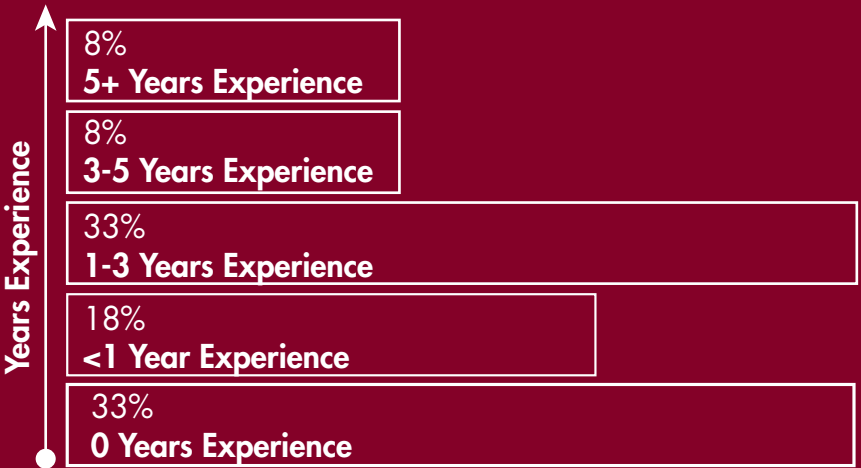 8%
5+ Years Experience
8%
3-5 Years Experience
33%
1-3 Years Experience
18%
<1 Year Experience
33%
0 Years Experience
Years Experience